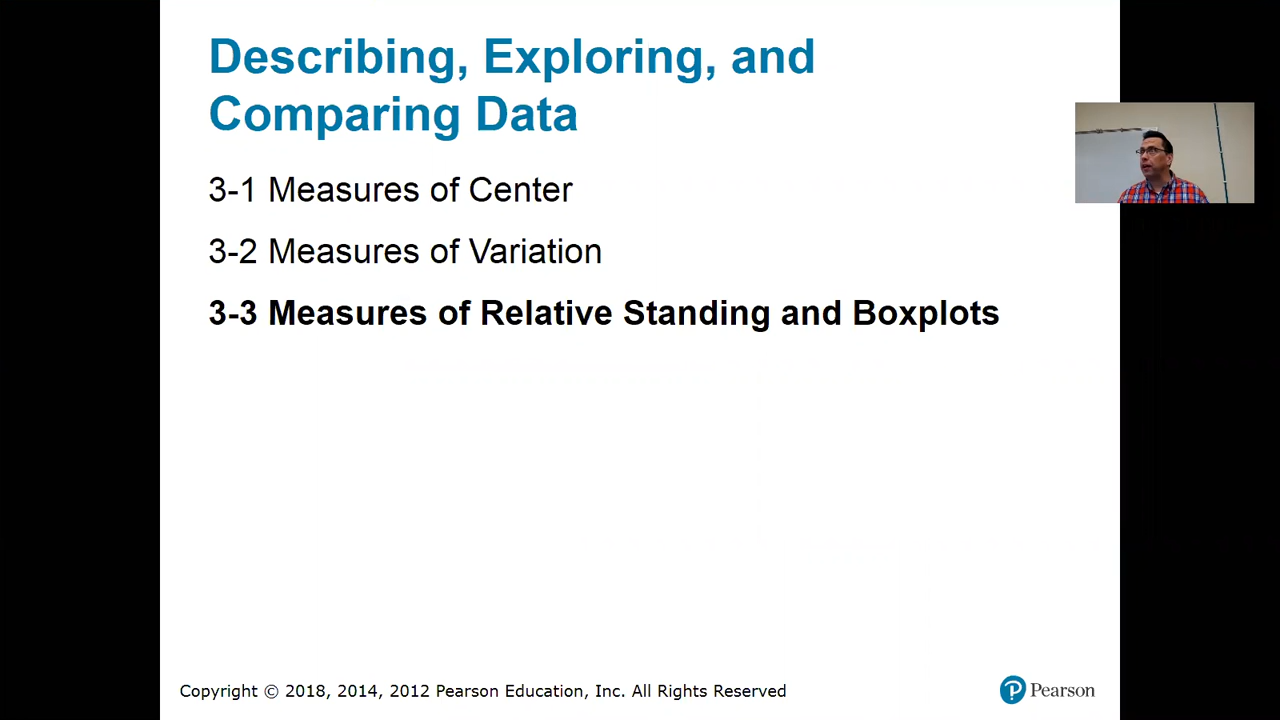 Describing, Exploring, and
Comparing Data
3-1 Measures of Center
3-2 Measures of Variation
3-3 Measures of Relative Standing and Boxplots
Copyright © 2018, 2014, 2012 Pearson Education, Inc. All Rights Reserved
Pearson